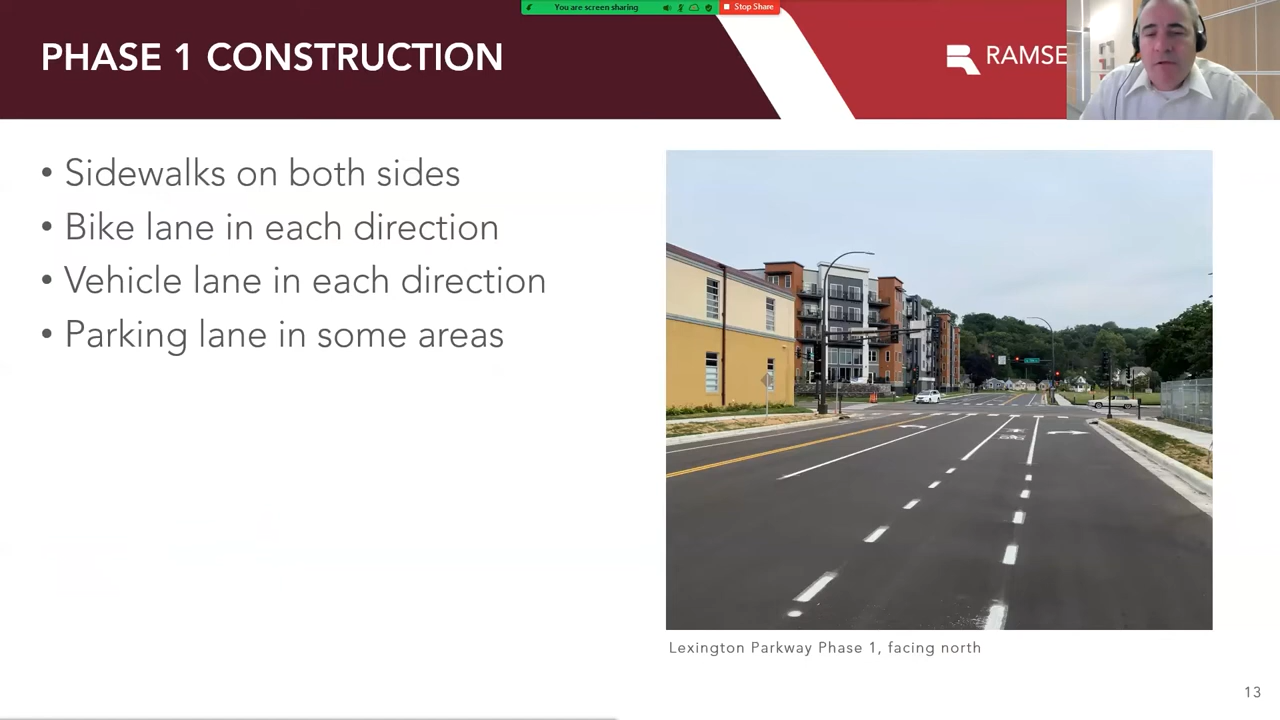 You are screen sharing
Stop Share
PHASE 1 CONSTRUCTION
RAMSE
• Sidewalks on both sides
• Bike lane in each direction
• Vehicle lane in each direction
• Parking lane in some areas
Lexington Parkway Phase 1, facing north
13